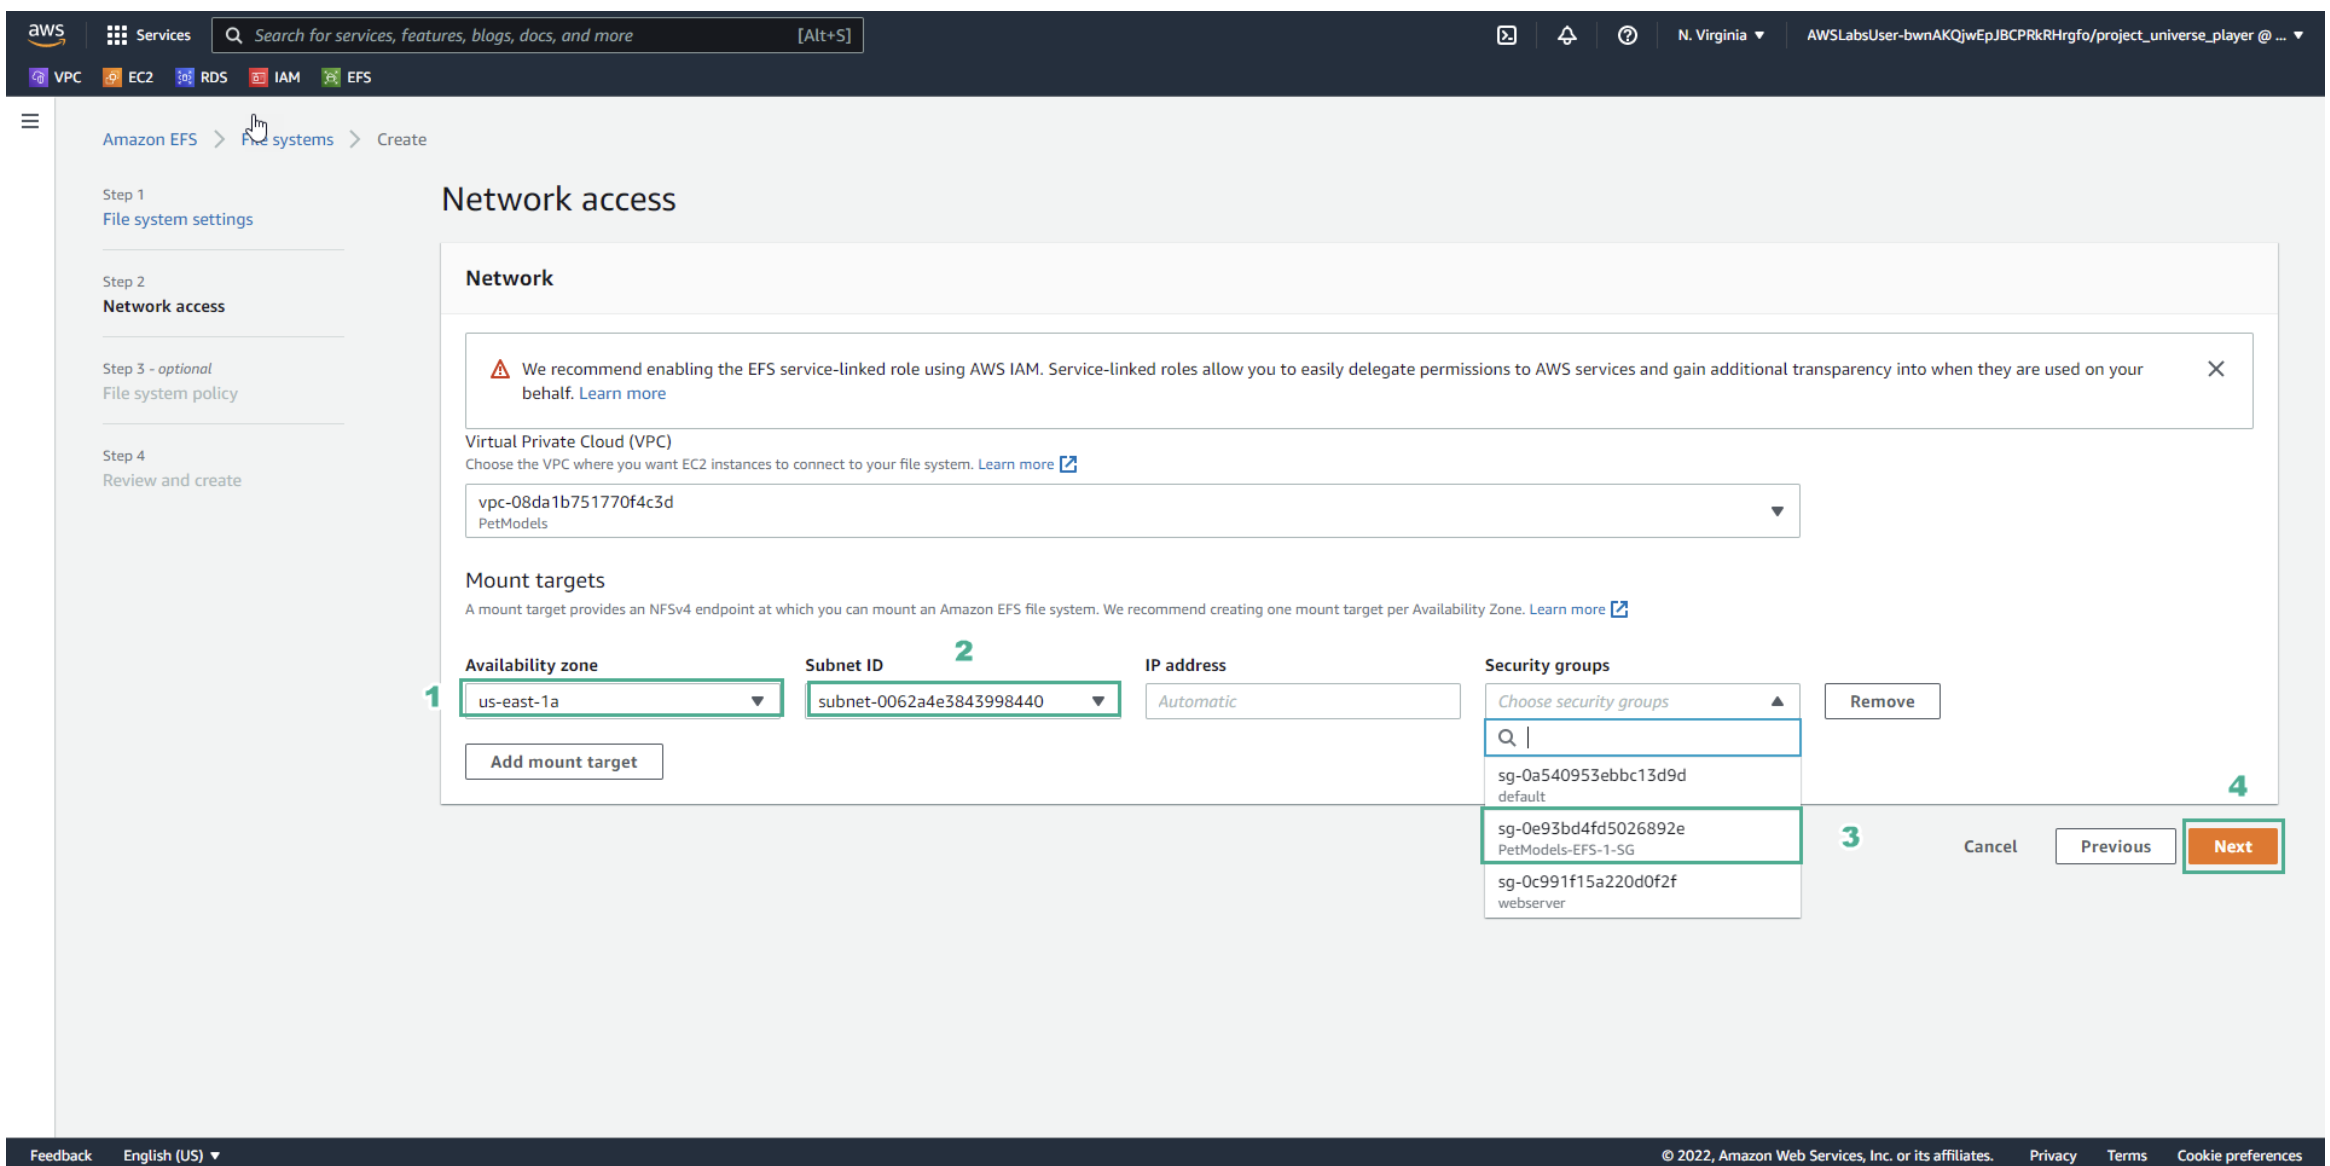 aws
Services
Search for services, features, blogs, docs, and more
[Alt+S]
N. Virginia ▼
AWSLabsUser-bwnAKQjwEpJBCPRkRHrgfo/project_universe_player @ ... ▼
VPC
EC2
RDS
IAM
EFS
Amazon EFS
File systems
Create
Step 1
File system settings
Step 2
Network access
Step 3 - optional
File system policy
Step 4
Review and create
Network access
Network
We recommend enabling the EFS service-linked role using AWS IAM. Service-linked roles allow you to easily delegate permissions to AWS services and gain additional transparency into when they are used on your
behalf. Learn more
Virtual Private Cloud (VPC)
Choose the VPC where you want EC2 instances to connect to your file system. Learn more
vpc-08da1b751770f4c3d
PetModels
Mount targets
A mount target provides an NFSv4 endpoint at which you can mount an Amazon EFS file system. We recommend creating one mount target per Availability Zone. Learn more
2
Availability zone
Subnet ID
IP address
Security groups
1
us-east-1a
subnet-0062a4e3843998440
Automatic
Choose security groups
Remove
Add mount target
sg-0a540953ebbc13d9d
default
4
sg-0e93bd4fd5026892e
PetModels-EFS-1-SG
3
Cancel
Previous
Next
sg-0c991f15a220d0f2f
webserver
Feedback
English (US) ▼
© 2022, Amazon Web Services, Inc. or its affiliates.
Privacy
Terms
Cookie preferences